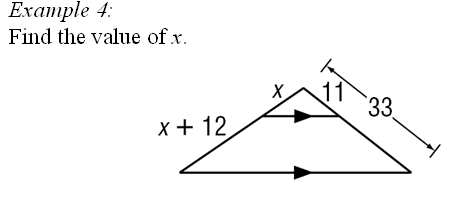 Example 4:
Find the value of x.
x 11
33
x + 12